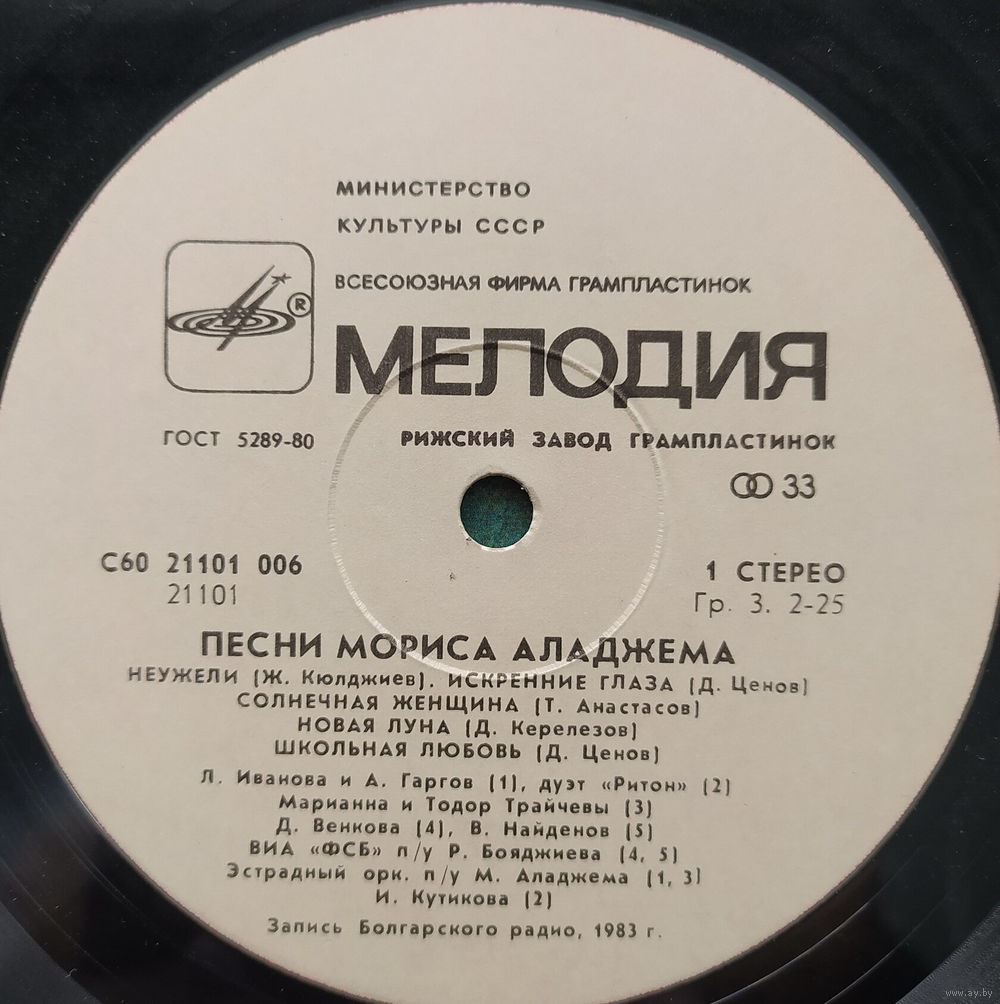 МИНИСТЕРСТВО
КУЛЬТУРЫ СССР
ВСЕСОЮЗНАЯ ФИРМА ГРАМПЛАСТИНОК
®
МЕЛОДИЯ
ГОСТ 5289-80
РИЖСКИЙ ЗАВОД ГРАМПЛАСТИНОК
33
С60 21101 006
21101
1 СТЕРЕО
Гр. 3. 2-25
ПЕСНИ МОРИСА АЛАДЖЕМА
НЕУЖЕЛИ (Ж. Кюлджиев). ИСКРЕННИЕ ГЛАЗА (Д. Ценов)
СОЛНЕЧНАЯ ЖЕНЩИНА (Т. Анастасов)
НОВАЯ ЛУНА (Д. Керелезов)
ШКОЛЬНАЯ ЛЮБОВЬ (Д. Ценов)
Л. Иванова и А. Гаргов (1), дуэт «Ритон» (2)
Марианна и Тодор Трайчевы (3)
Д. Венкова (4), В. Найденов (5)
ВИА «ФСБ» п/у Р. Бояджиева (4, 5)
Эстрадный орк. п/у М. Аладжема (1, 3)
И. Кутикова (2)
Запись Болгарского радио, 1983 г.
www.ay.by